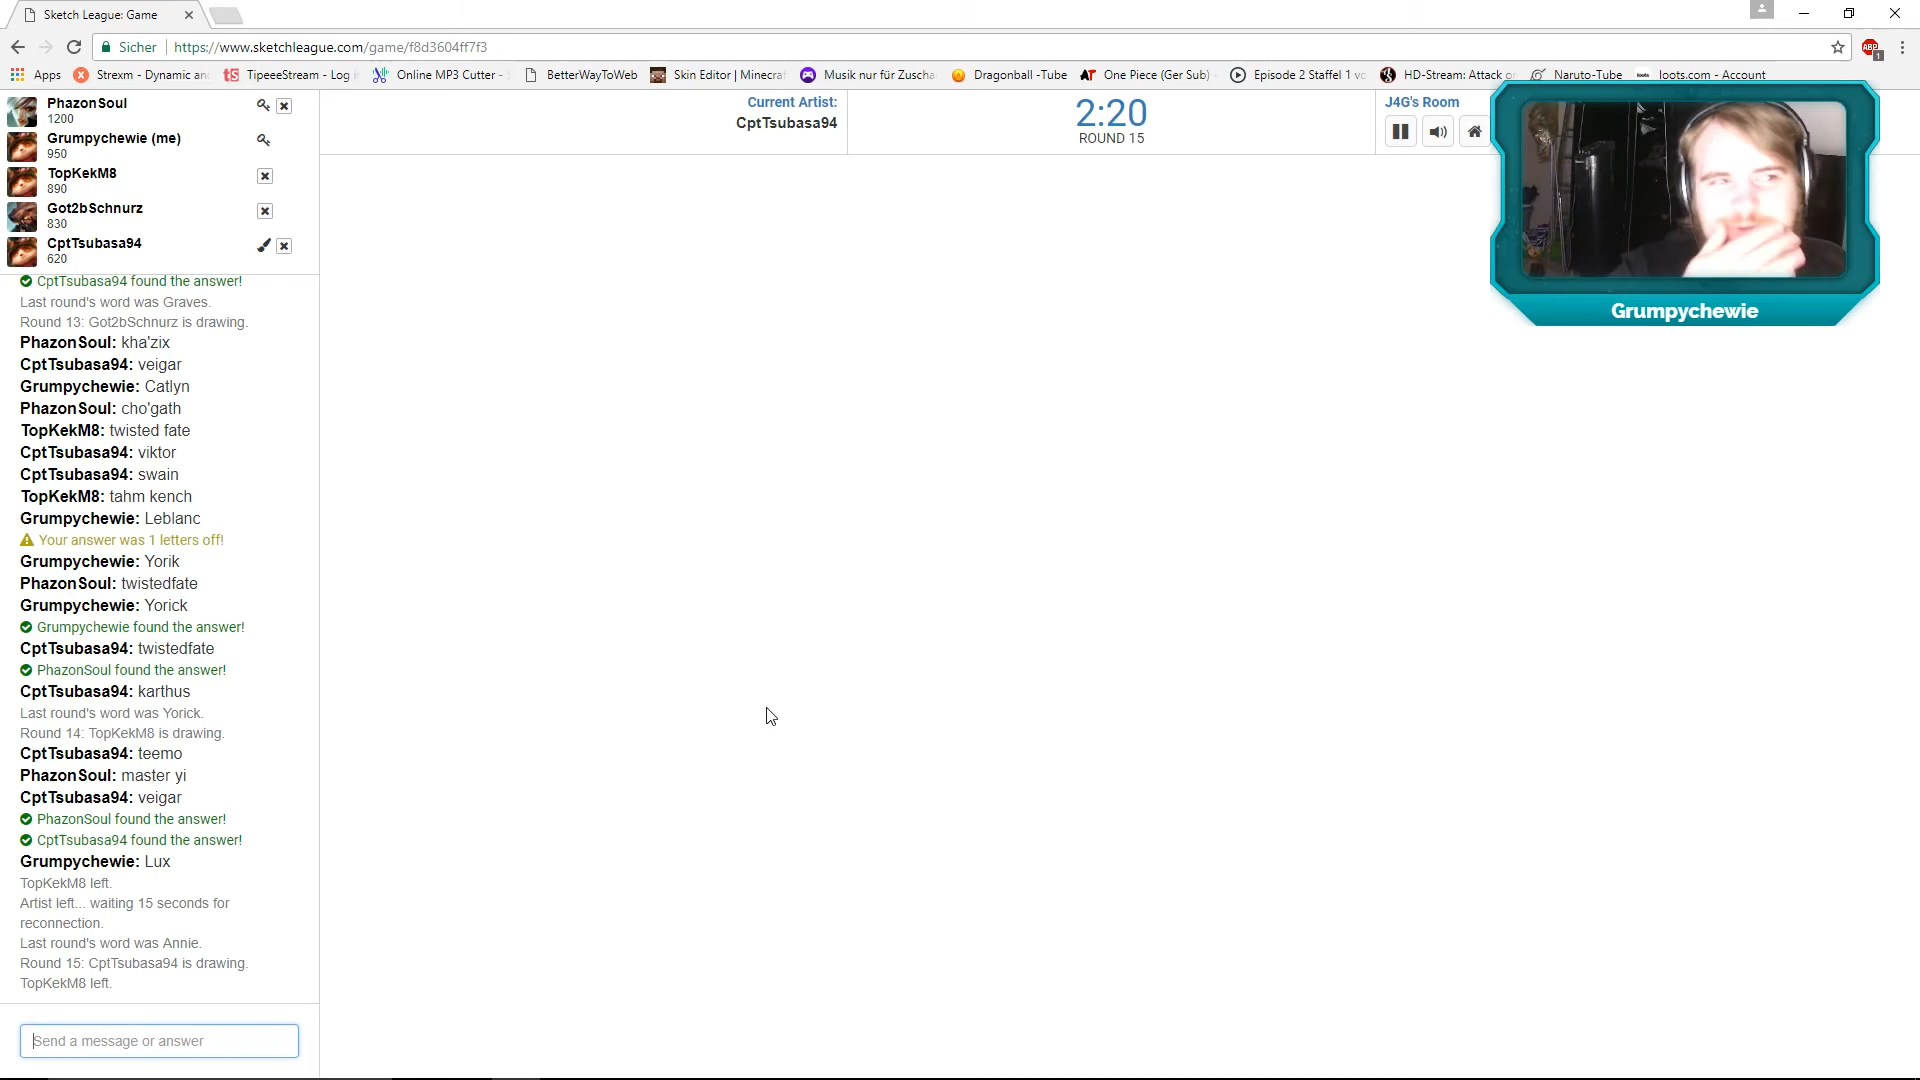 Sketch League: Game
Sicher
https://www.sketchleague.com/game/f8d3604ff7f3
ABP
1
Apps
Strexm - Dynamic an
TipeeeStream - Log i
Online MP3 Cutter -
BetterWayToWeb
Skin Editor | Minecraf
Musik nur für Zuscha
Dragonball -Tube
One Piece (Ger Sub)
Episode 2 Staffel 1 vo
HD-Stream: Attack o
Naruto-Tube
loots.com - Account
PhazonSoul
1200
Grumpychewie (me)
950
TopKekM8
890
Got2bSchnurz
830
CptTsubasa94
620
Current Artist:
CptTsubasa94
2:20
ROUND 15
J4G's Room
Grumpychewie
CptTsubasa94 found the answer!
Last round's word was Graves.
Round 13: Got2bSchnurz is drawing.
PhazonSoul: kha'zix
CptTsubasa94: veigar
Grumpychewie: Catlyn
PhazonSoul: cho'gath
TopKekM8: twisted fate
CptTsubasa94: viktor
CptTsubasa94: swain
TopKekM8: tahm kench
Grumpychewie: Leblanc
Your answer was 1 letters off!
Grumpychewie: Yorik
PhazonSoul: twistedfate
Grumpychewie: Yorick
Grumpychewie found the answer!
CptTsubasa94: twistedfate
PhazonSoul found the answer!
CptTsubasa94: karthus
Last round's word was Yorick.
Round 14: TopKekM8 is drawing.
CptTsubasa94: teemo
PhazonSoul: master yi
CptTsubasa94: veigar
PhazonSoul found the answer!
CptTsubasa94 found the answer!
Grumpychewie: Lux
TopKekM8 left.
Artist left... waiting 15 seconds for
reconnection.
Last round's word was Annie.
Round 15: CptTsubasa94 is drawing.
TopKekM8 left.
Send a message or answer